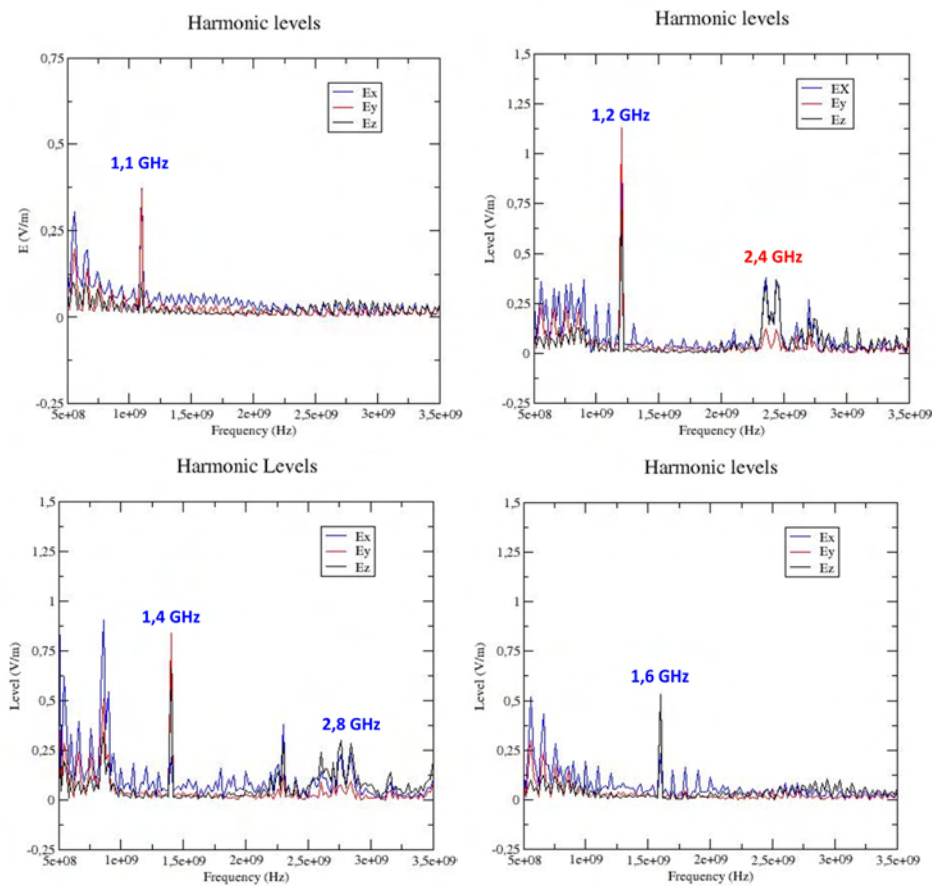 Harmonic levels
0,75
0,5
0,25
0
-0,25
E (V/m)
1,1 GHz
Ex
Ey
Ez
5e+08 1e+09 1,5e+09 2e+09 2,5e+09 3e+09 3,5e+09
Frequency (Hz)
Harmonic levels
1,5
1,25
1
0,75
0,5
0,25
0
-0,25
Level (V/m)
1,2 GHz
2,4 GHz
EX
Ey
Ez
5e+08 1e+09 1,5e+09 2e+09 2,5e+09 3e+09 3,5e+09
Frequency (Hz)
Harmonic Levels
1,5
1,25
1
0,75
0,5
0,25
0
-0,25
Level (V/m)
1,4 GHz
2,8 GHz
Ex
Ey
Ez
5e+08 1e+09 1,5e+09 2e+09 2,5e+09 3e+09 3,5e+09
Frequency (Hz)
Harmonic levels
1,5
1,25
1
0,75
0,5
0,25
0
-0,25
Level (V/m)
1,6 GHz
Ex
Ey
Ez
5e+08 1e+09 1,5e+09 2e+09 2,5e+09 3e+09 3,5e+09
Frequency (Hz)